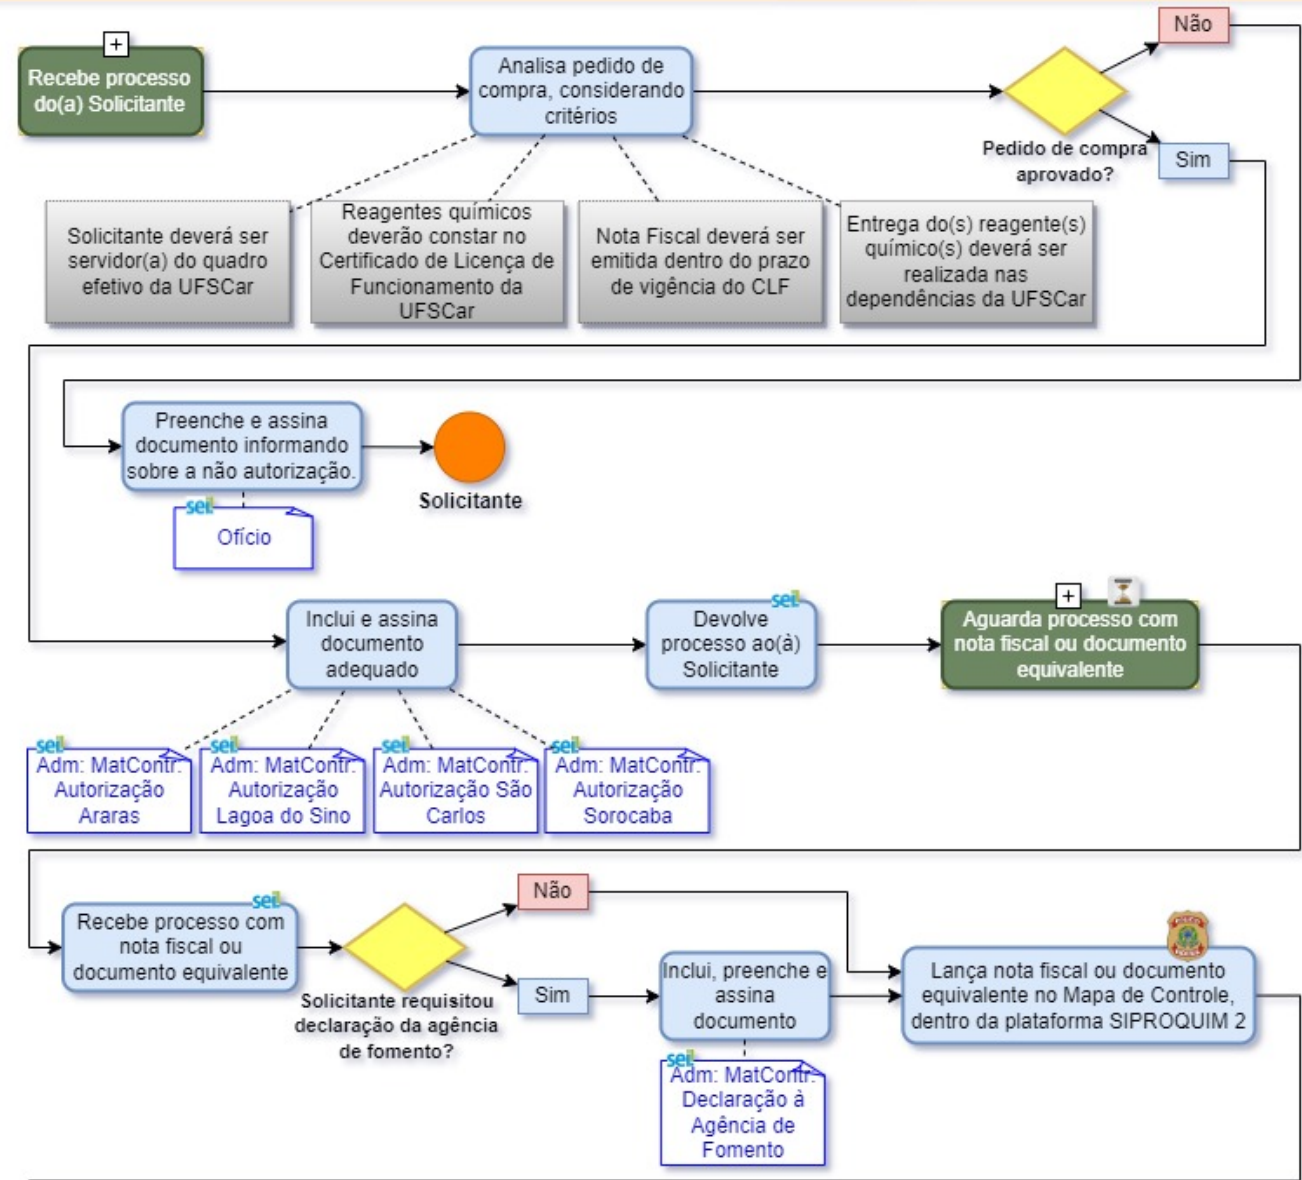 Recebe processo
do(a) Solicitante
Analisa pedido de
compra, considerando
critérios
Não
Pedido de compra
aprovado?
Sim
Solicitante deverá ser
servidor(a) do quadro
efetivo da UFSCar
Reagentes químicos
deverão constar no
Certificado de Licença de
Funcionamento da
UFSCar
Nota Fiscal deverá ser
emitida dentro do prazo
de vigência do CLF
Entrega do(s) reagente(s)
químico(s) deverá ser
realizada nas
dependências da UFSCar
Preenche e assina
documento informando
sobre a não autorização.
Solicitante
sei!
Ofício
Inclui e assina
documento
adequado
sei!
Devolve
processo ao(à)
Solicitante
Aguarda processo com
nota fiscal ou documento
equivalente
sei!
Adm: MatContr:
Autorização
Araras
sei!
Adm: MatContr:
Autorização
Lagoa do Sino
sei!
Adm: MatContr:
Autorização São
Carlos
sei!
Adm: MatContr:
Autorização
Sorocaba
sei!
Recebe processo com
nota fiscal ou
documento equivalente
Solicitante requisitou
declaração da agência
de fomento?
Não
Sim
Inclui, preenche e
assina
documento
sei!
Adm: MatContr:
Declaração à
Agência de
Fomento
Lança nota fiscal ou documento
equivalente no Mapa de Controle,
dentro da plataforma SIPROQUIM 2